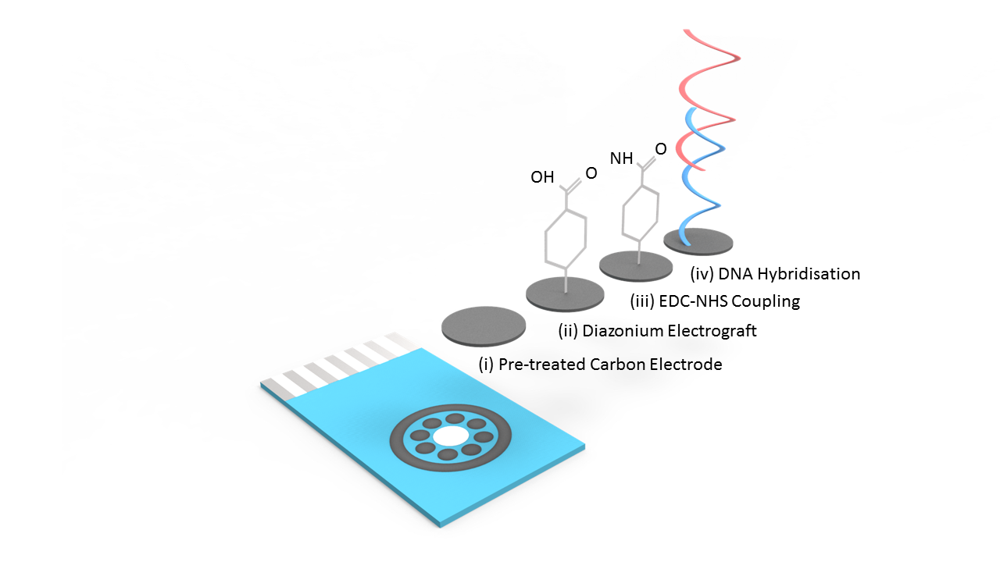 OH
O
NH
O
(iv) DNA Hybridisation
(iii) EDC-NHS Coupling
(ii) Diazonium Electrograft
(i) Pre-treated Carbon Electrode